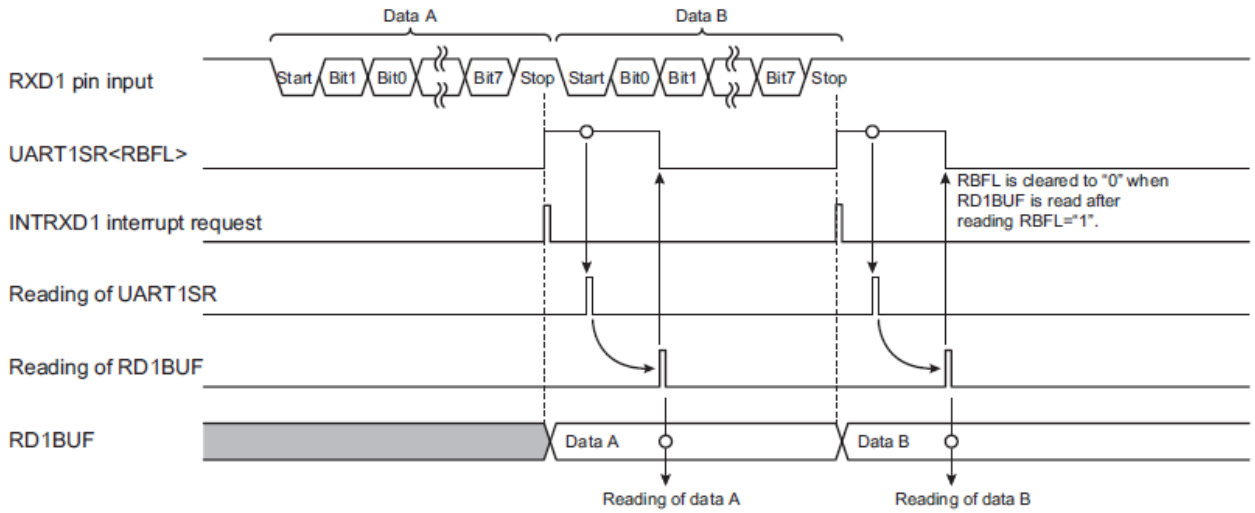 Data A
Data B
RXD1 pin input
Start
Bit1
Bit0
Bit7
Stop
Start
Bit0
Bit1
Bit7
Stop
UART1SR<RBFL>
RBFL is cleared to “0” when
RD1BUF is read after
reading RBFL=“1”.
INTRXD1 interrupt request
Reading of UART1SR
Reading of RD1BUF
RD1BUF
Data A
Data B
Reading of data A
Reading of data B